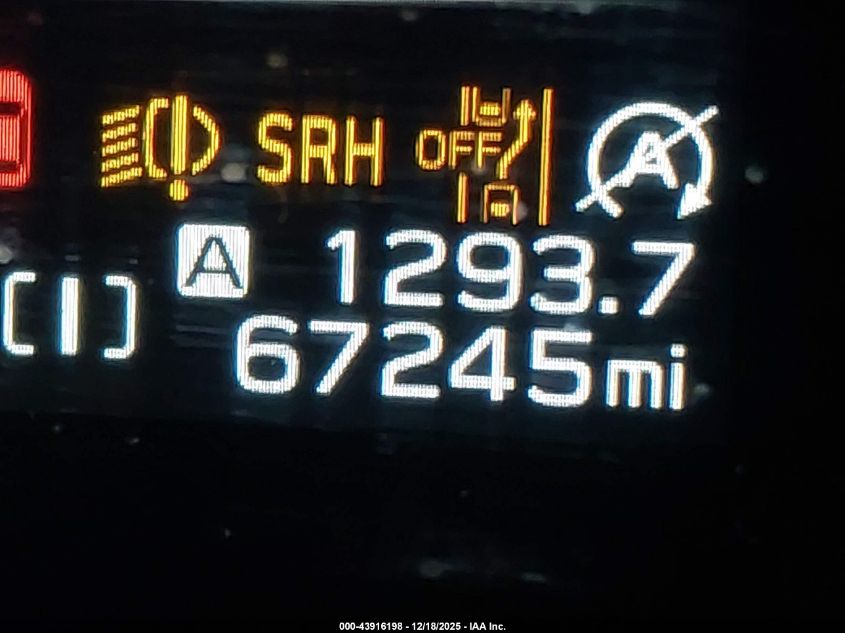 SRH OFF A
A 1293.7
67245mi
000-43916198 - 12/18/2025 - IAA Inc.